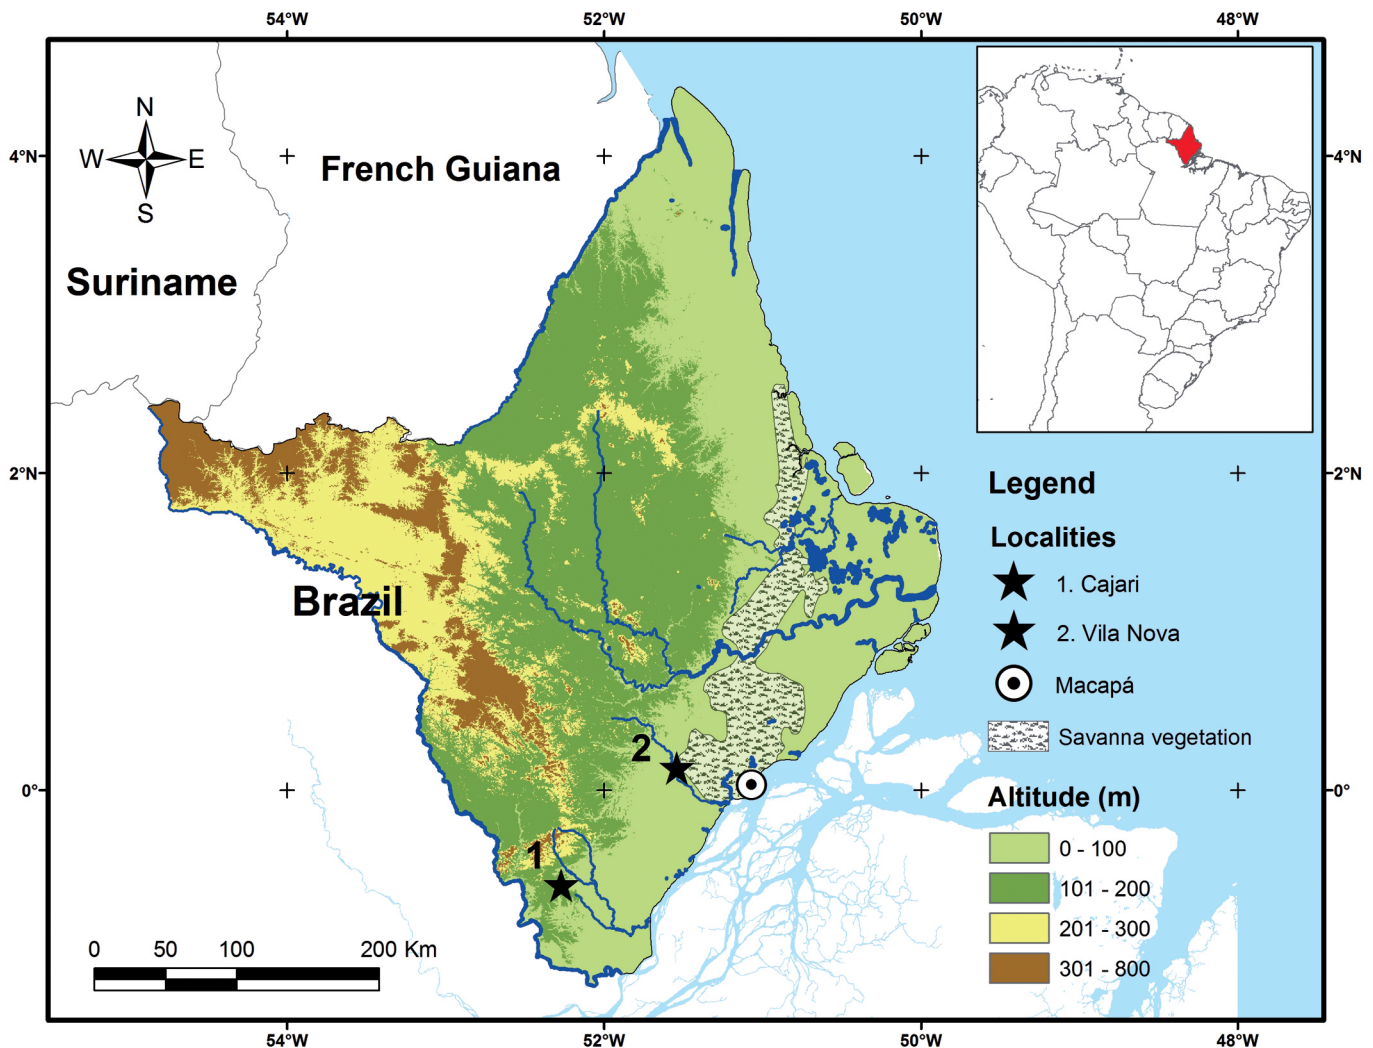 54°W 52°W 50°W 48°W
N
W E
S
4°N
French Guiana
4°N
Suriname
2°N
2°N
Legend
Localities
1. Cajari
2. Vila Nova
Macapá
Savanna vegetation
Brazil
2
0°
0°
1
Altitude (m)
0 - 100
101 - 200
201 - 300
301 - 800
0 50 100 200 Km
54°W 52°W 50°W 48°W